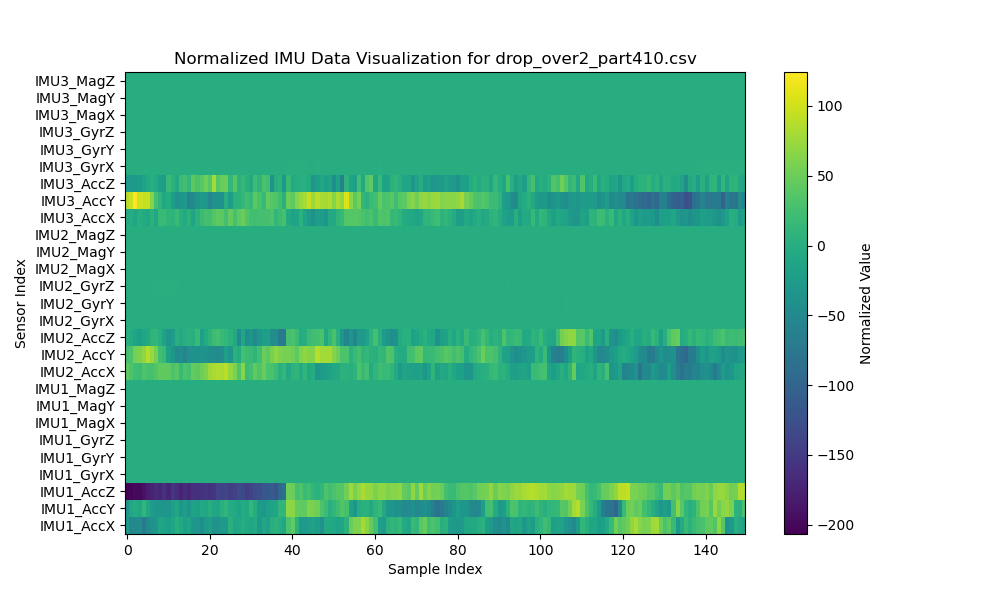 Normalized IMU Data Visualization for drop_over2_part410.csv
IMU3_MagZ
IMU3_MagY
IMU3_MagX
IMU3_GyrZ
IMU3_GyrY
IMU3_GyrX
IMU3_AccZ
IMU3_AccY
IMU3_AccX
IMU2_MagZ
IMU2_MagY
IMU2_MagX
IMU2_GyrZ
IMU2_GyrY
IMU2_GyrX
IMU2_AccZ
IMU2_AccY
IMU2_AccX
IMU1_MagZ
IMU1_MagY
IMU1_MagX
IMU1_GyrZ
IMU1_GyrY
IMU1_GyrX
IMU1_AccZ
IMU1_AccY
IMU1_AccX
Sensor Index
0 20 40 60 80 100 120 140
Sample Index
100
50
0
−50
−100
−150
−200
Normalized Value